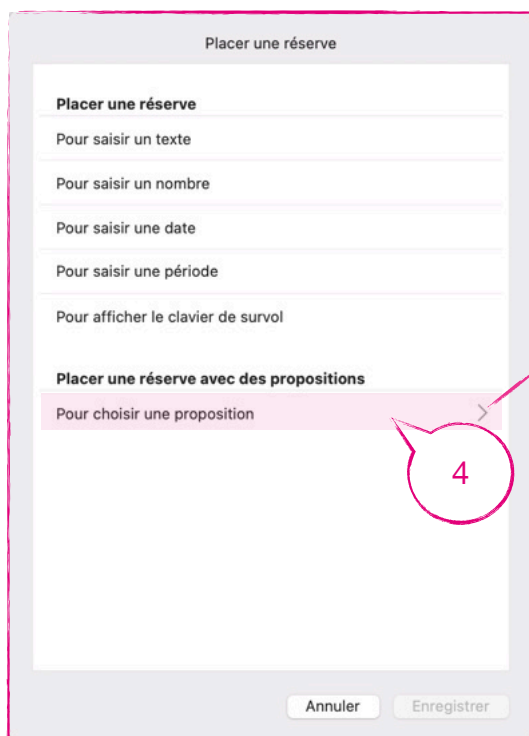 Placer une réserve
Placer une réserve
Pour saisir un texte
Pour saisir un nombre
Pour saisir une date
Pour saisir une période
Pour afficher le clavier de survol
Placer une réserve avec des propositions
Pour choisir une proposition
4
Annuler Enregistrer